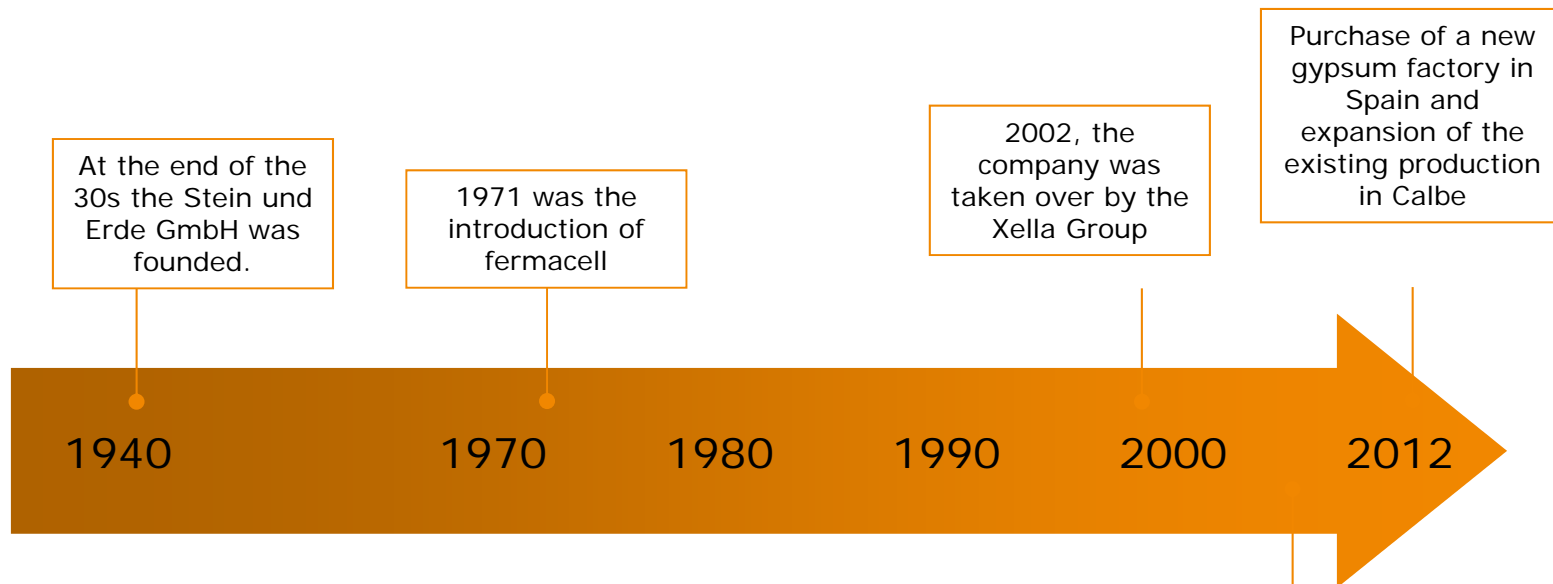 At the end of the
30s the Stein und
Erde GmbH was
founded.
1971 was the
introduction of
fermacell
2002, the
company was
taken over by the
Xella Group
Purchase of a new
gypsum factory in
Spain and
expansion of the
existing production
in Calbe
1940 1970 1980 1990 2000 2012